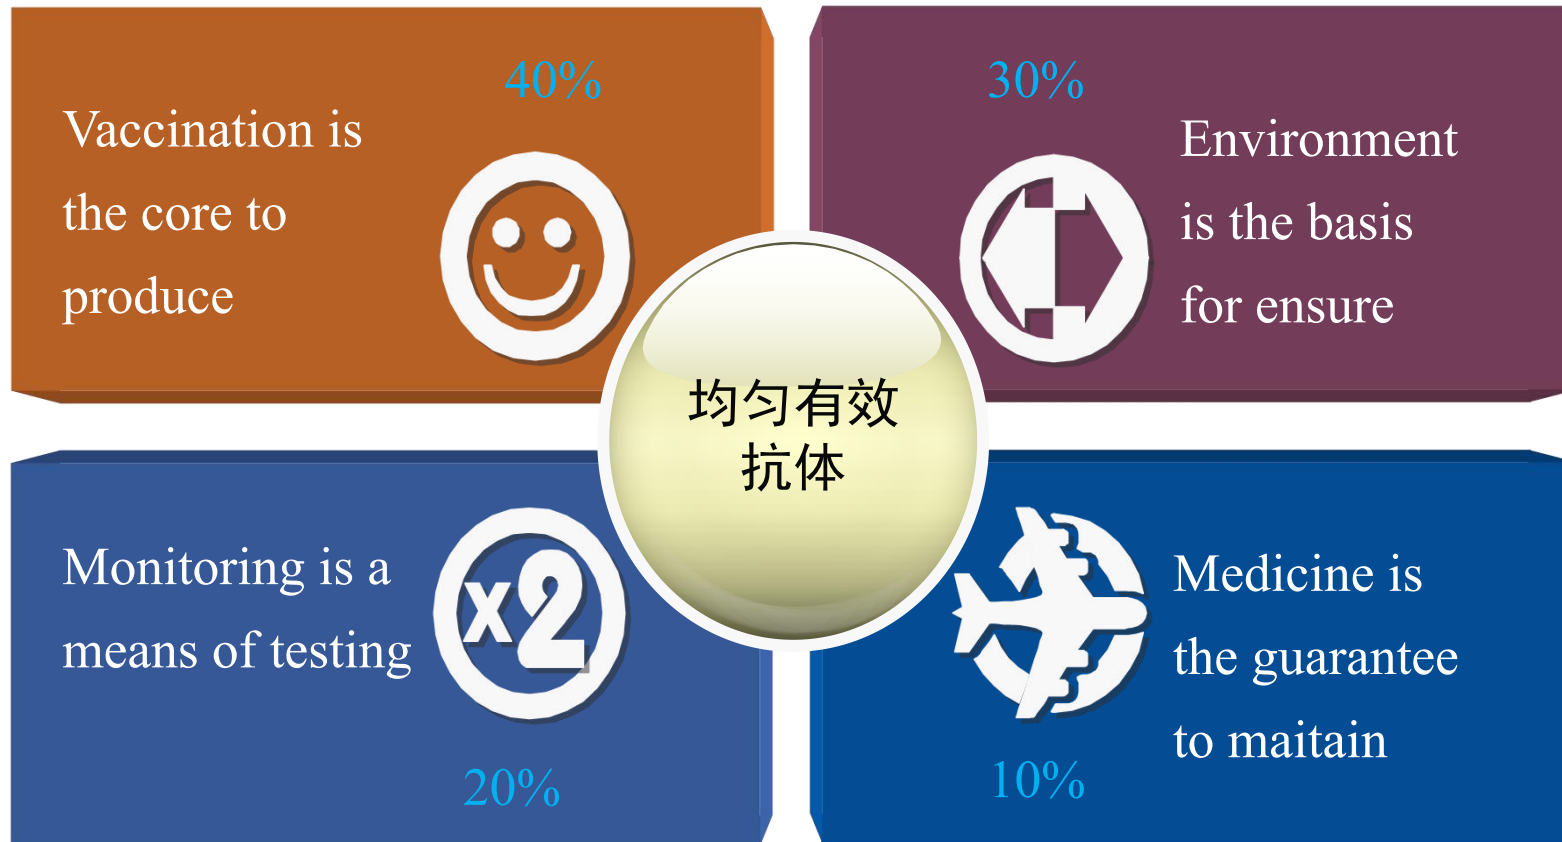 40%
Vaccination is
the core to
produce
30%
Environment
is the basis
for ensure
均匀有效
抗体
Monitoring is a
means of testing
x2
20%
Medicine is
the guarantee
to maitain
10%